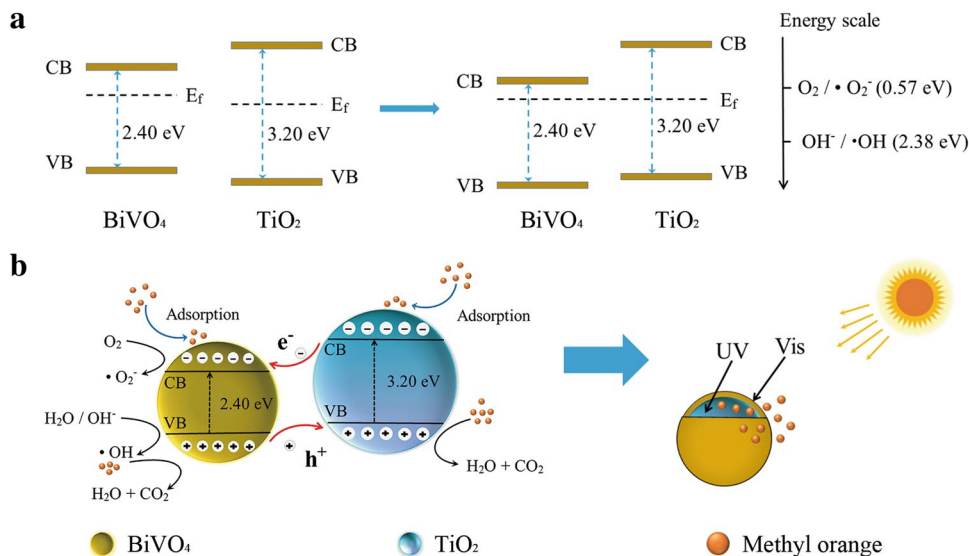 a
CB
E_f
2.40 eV
VB
BiVO₄
CB
E_f
3.20 eV
VB
TiO₂
CB
2.40 eV
VB
BiVO₄
CB
3.20 eV
VB
TiO₂
Energy scale
O₂ / • O₂⁻ (0.57 eV)
OH⁻ / •OH (2.38 eV)
b
Adsorption
O₂
• O₂⁻
H₂O / OH⁻
• OH
H₂O + CO₂
CB
2.40 eV
VB
e⁻
h⁺
CB
3.20 eV
VB
Adsorption
H₂O + CO₂
UV
Vis
BiVO₄
TiO₂
Methyl orange